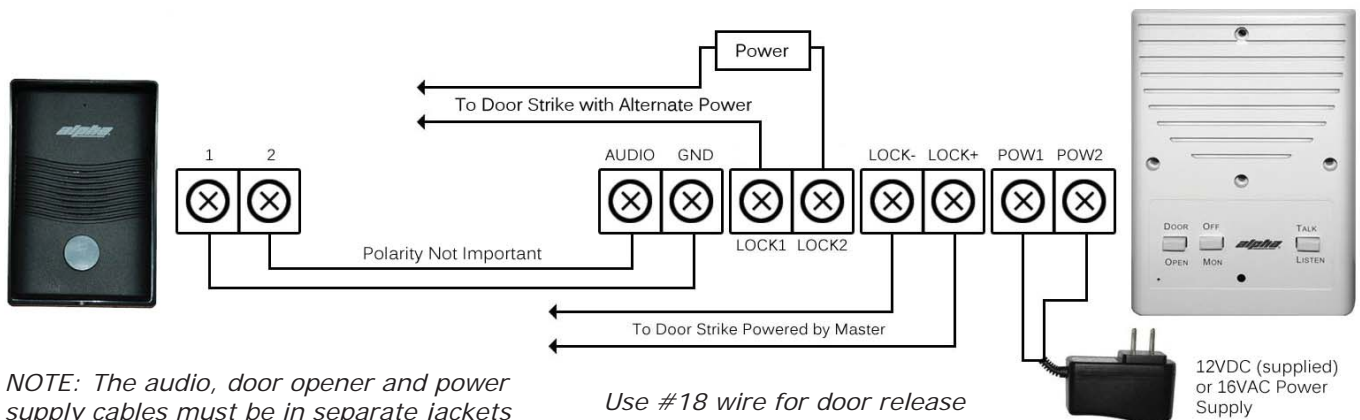 Power
To Door Strike with Alternate Power
alpha
1 2
AUDIO GND LOCK- LOCK+ POW1 POW2
LOCK1 LOCK2
Polarity Not Important
To Door Strike Powered by Master
DOOR OFF alpha TALK
OPEN MON LISTEN
12VDC (supplied)
or 16VAC Power
Supply
NOTE: The audio, door opener and power
supply cables must be in separate jackets
Use #18 wire for door release